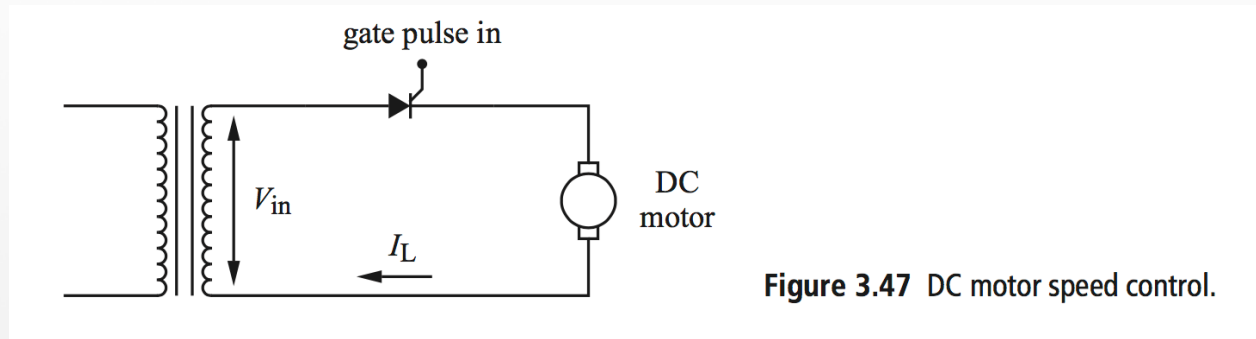 gate pulse in
Vin
IL
DC
motor
Figure 3.47 DC motor speed control.